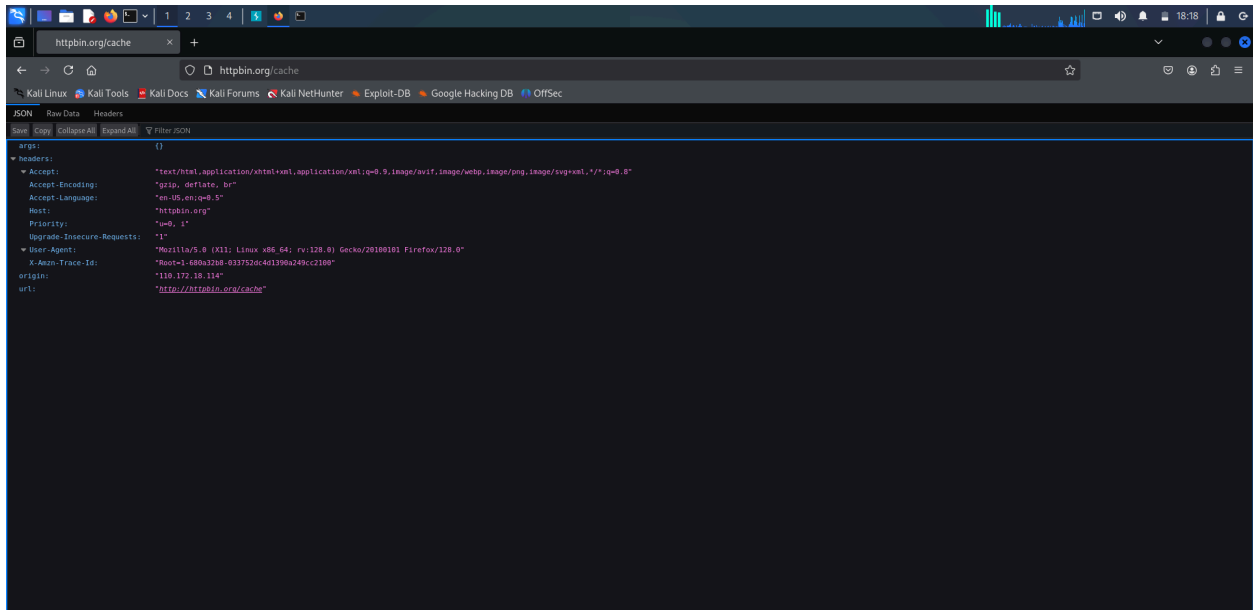 1 2 3 4 18:18
httpbin.org/cache
httpbin.org/cache
Kali Linux Kali Tools Kali Docs Kali Forums Kali NetHunter Exploit-DB Google Hacking DB OffSec
JSON Raw Data Headers
Save Copy Collapse All Expand All Filter JSON
args: {}
headers:
Accept: "text/html,application/xhtml+xml,application/xml;q=0.9,image/avif,image/webp,image/png,image/svg+xml,*/*;q=0.8"
Accept-Encoding: "gzip, deflate, br"
Accept-Language: "en-US,en;q=0.5"
Host: "httpbin.org"
Priority: "u=0, i"
Upgrade-Insecure-Requests: "1"
User-Agent: "Mozilla/5.0 (X11; Linux x86_64; rv:128.0) Gecko/20100101 Firefox/128.0"
X-Amzn-Trace-Id: "Root=1-680a32b8-033752dc4d1390a249cc2100"
origin: "110.172.18.114"
url: "http://httpbin.org/cache"